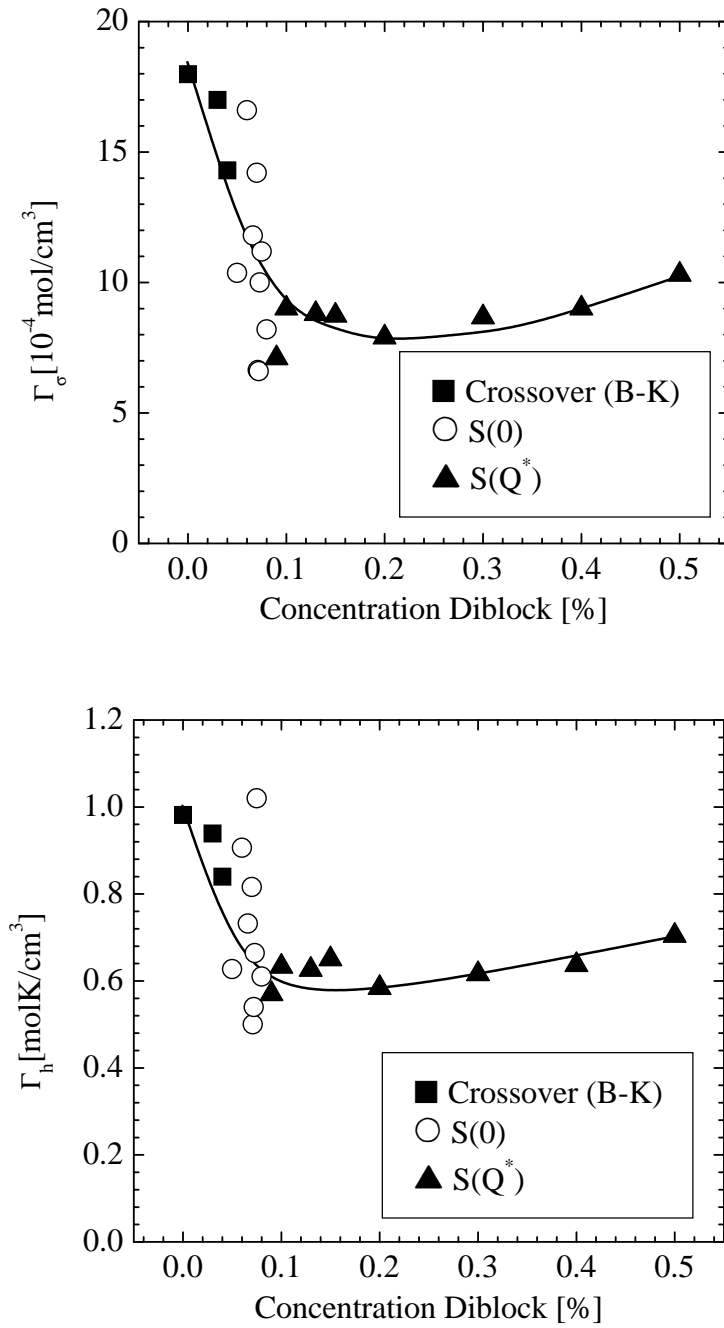 20
15
10
5
0
Γσ[10-4mol/cm3]
Crossover (B-K)
S(0)
S(Q*)
0.0 0.1 0.2 0.3 0.4 0.5
Concentration Diblock [%]
1.2
1.0
0.8
0.6
0.4
0.2
0.0
Γh[molK/cm3]
Crossover (B-K)
S(0)
S(Q*)
0.0 0.1 0.2 0.3 0.4 0.5
Concentration Diblock [%]